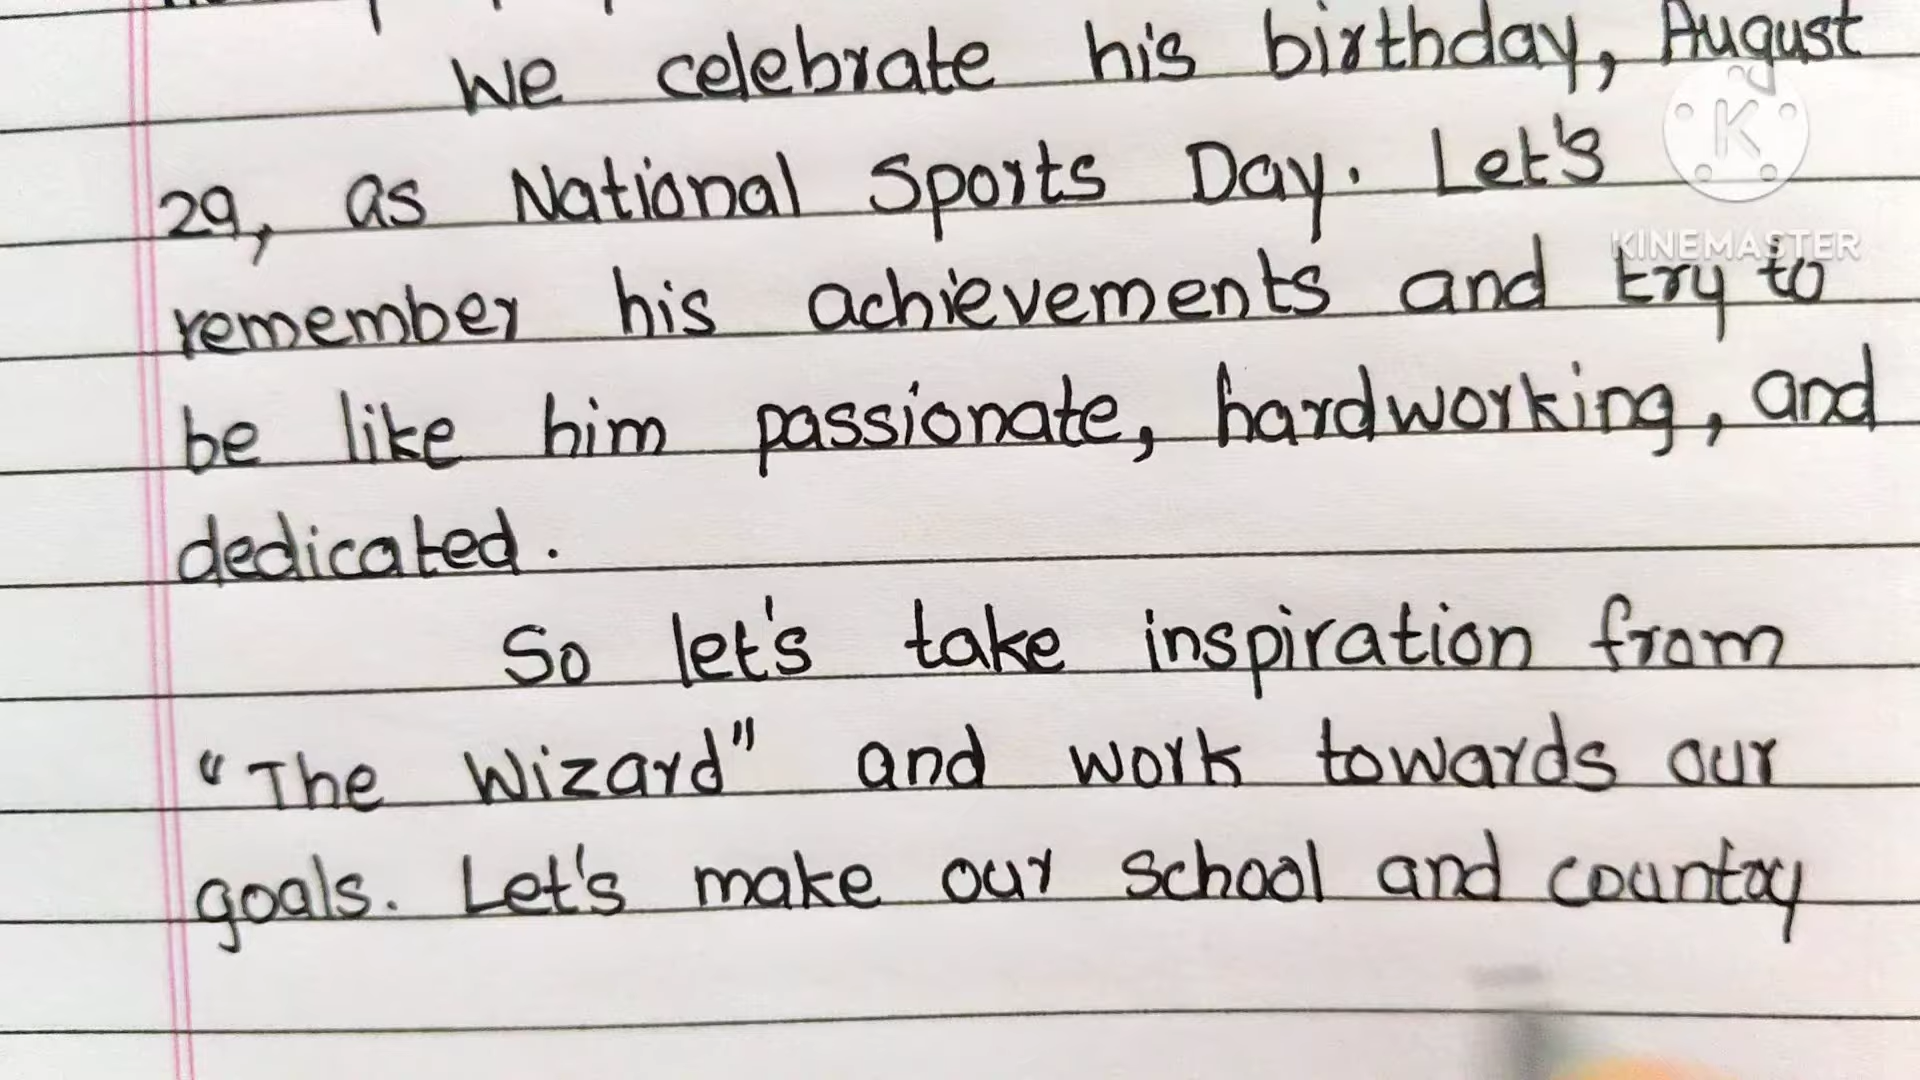 We celebrate his birthday, August
29, as National Sports Day. Let's
K
KINEMASTER
remember his achievements and try to
be like him passionate, hardworking, and
dedicated.
So let's take inspiration from
"The Wizard" and work towards our
goals. Let's make our school and country